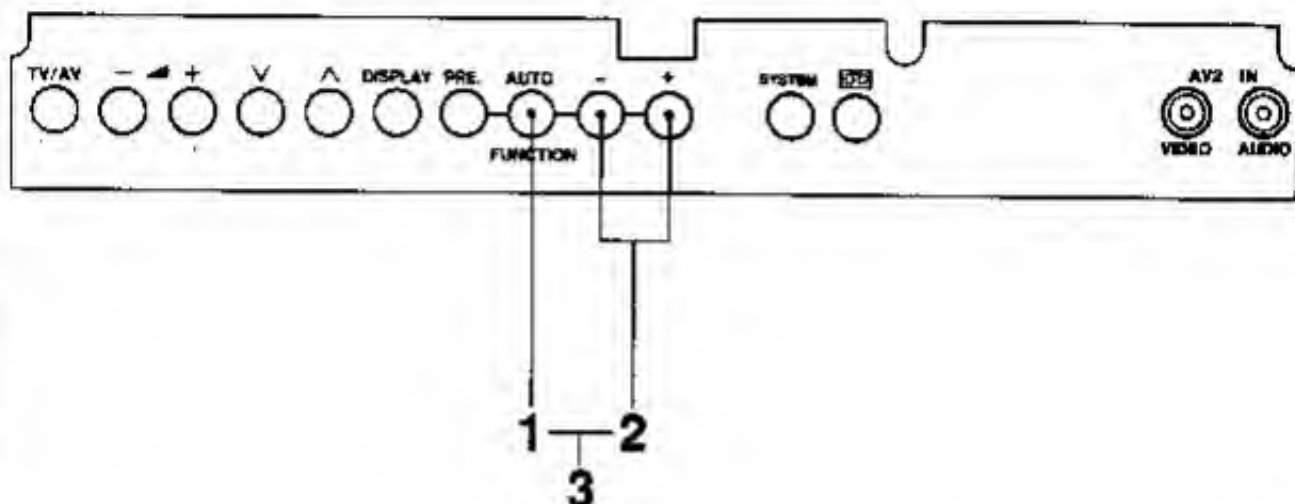 TV/AV − + ∨ ∧ DISPLAY PRE. AUTO - + SYSTEM AV2 IN
FUNCTION VIDEO AUDIO
1 2
3